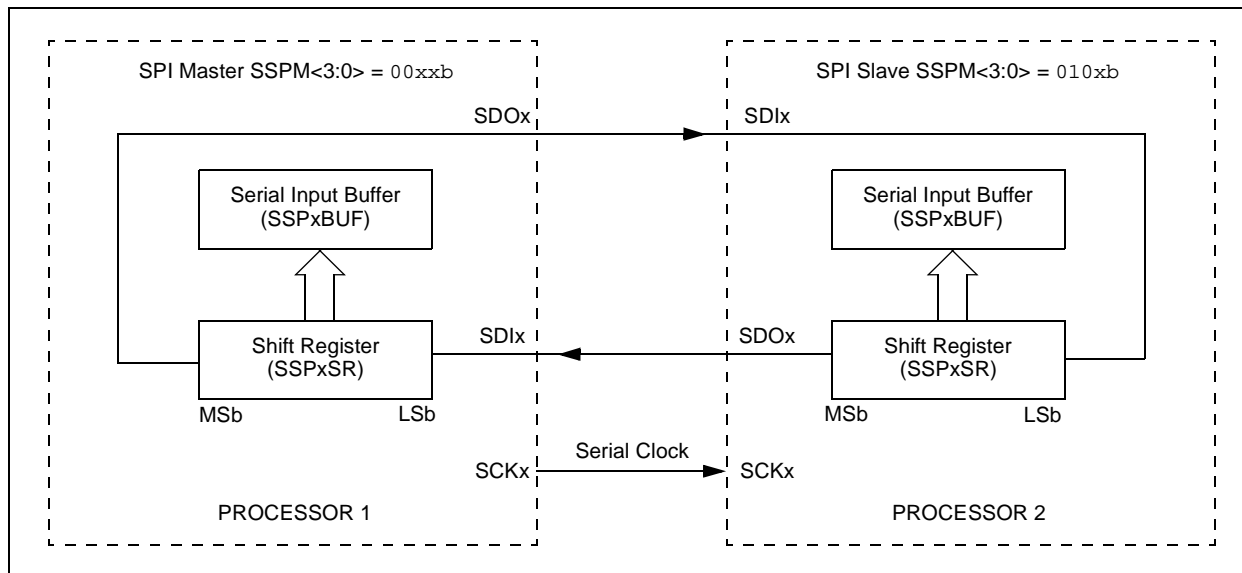 SPI Master SSPM<3:0> = 00xxb
SDOx
Serial Input Buffer
(SSPxBUF)
Shift Register
(SSPxSR)
MSb
LSb
SDIx
SCKx
PROCESSOR 1
Serial Clock
SPI Slave SSPM<3:0> = 010xb
SDIx
Serial Input Buffer
(SSPxBUF)
SDOx
Shift Register
(SSPxSR)
MSb
LSb
SCKx
PROCESSOR 2